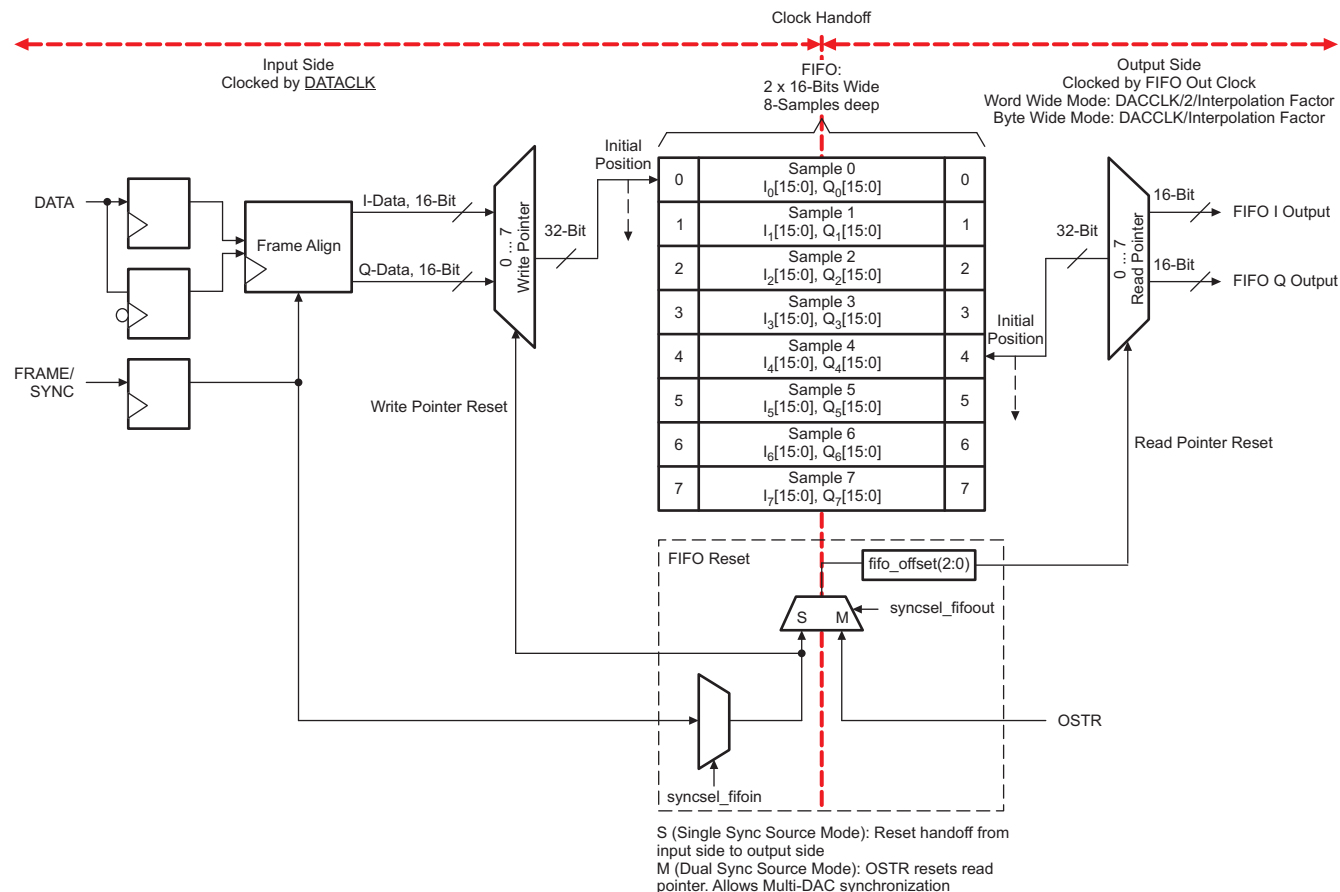 Clock Handoff
Input Side
Clocked by DATACLK
FIFO:
2 x 16-Bits Wide
8-Samples deep
Output Side
Clocked by FIFO Out Clock
Word Wide Mode: DACCLK/2/Interpolation Factor
Byte Wide Mode: DACCLK/Interpolation Factor
Initial
Position
DATA
Frame Align
I-Data, 16-Bit
Q-Data, 16-Bit
0 ... 7
Write Pointer
32-Bit
0 Sample 0 0
I0[15:0], Q0[15:0]
1 Sample 1 1
I1[15:0], Q1[15:0]
2 Sample 2 2
I2[15:0], Q2[15:0]
3 Sample 3 3
I3[15:0], Q3[15:0]
4 Sample 4 4
I4[15:0], Q4[15:0]
5 Sample 5 5
I5[15:0], Q5[15:0]
6 Sample 6 6
I6[15:0], Q6[15:0]
7 Sample 7 7
I7[15:0], Q7[15:0]
Initial
Position
32-Bit
0 ... 7
Read Pointer
16-Bit
FIFO I Output
16-Bit
FIFO Q Output
FRAME/
SYNC
Write Pointer Reset
Read Pointer Reset
FIFO Reset
fifo_offset(2:0)
S M
syncsel_fifoout
OSTR
syncsel_fifoin
S (Single Sync Source Mode): Reset handoff from
input side to output side
M (Dual Sync Source Mode): OSTR resets read
pointer. Allows Multi-DAC synchronization